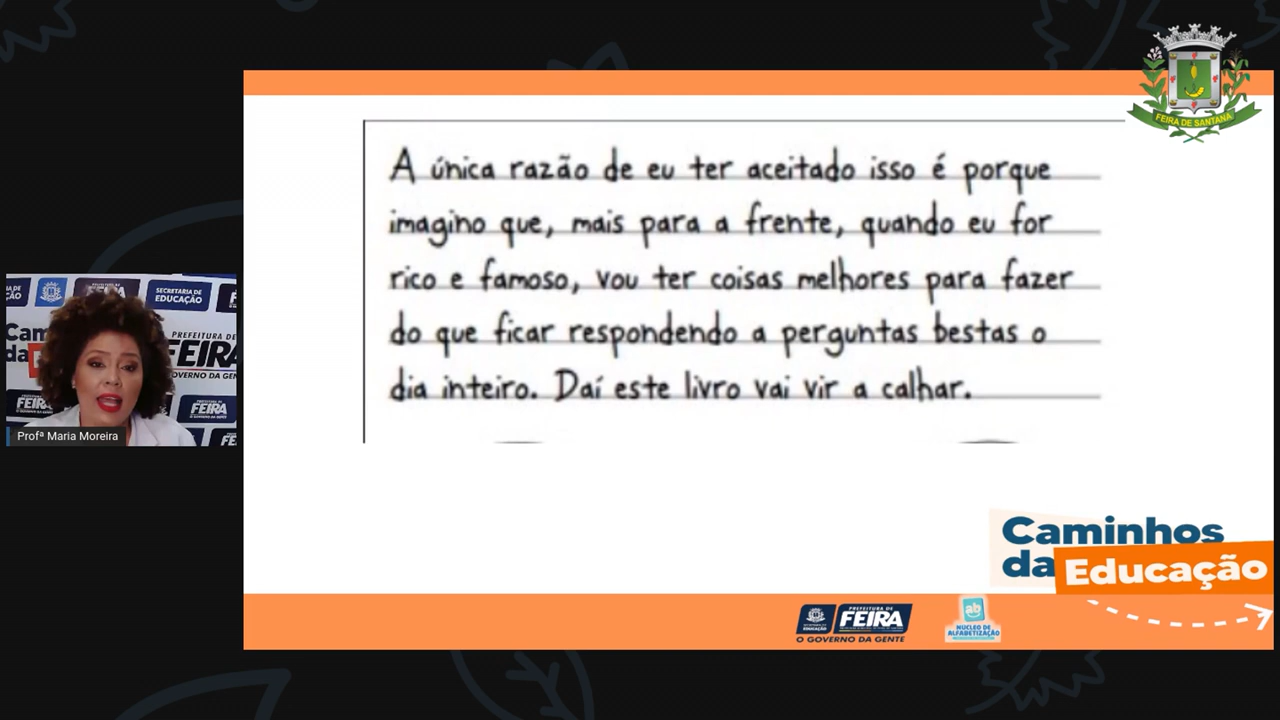 FEIRA DE SANTANA
A única razão de eu ter aceitado isso é porque
imagino que, mais para a frente, quando eu for
rico e famoso, vou ter coisas melhores para fazer
do que ficar respondendo a perguntas bestas o
dia inteiro. Daí este livro vai vir a calhar.
SECRETARIA DE
EDUCAÇÃO
PREFEITURA DE
FEIRA
GOVERNO DA GEN
FEIRA
Profª Maria Moreira
Caminhos
da Educação
PREFEITURA DE
FEIRA
O GOVERNO DA GENTE
ab
NÚCLEO DE
ALFABETIZAÇÃO